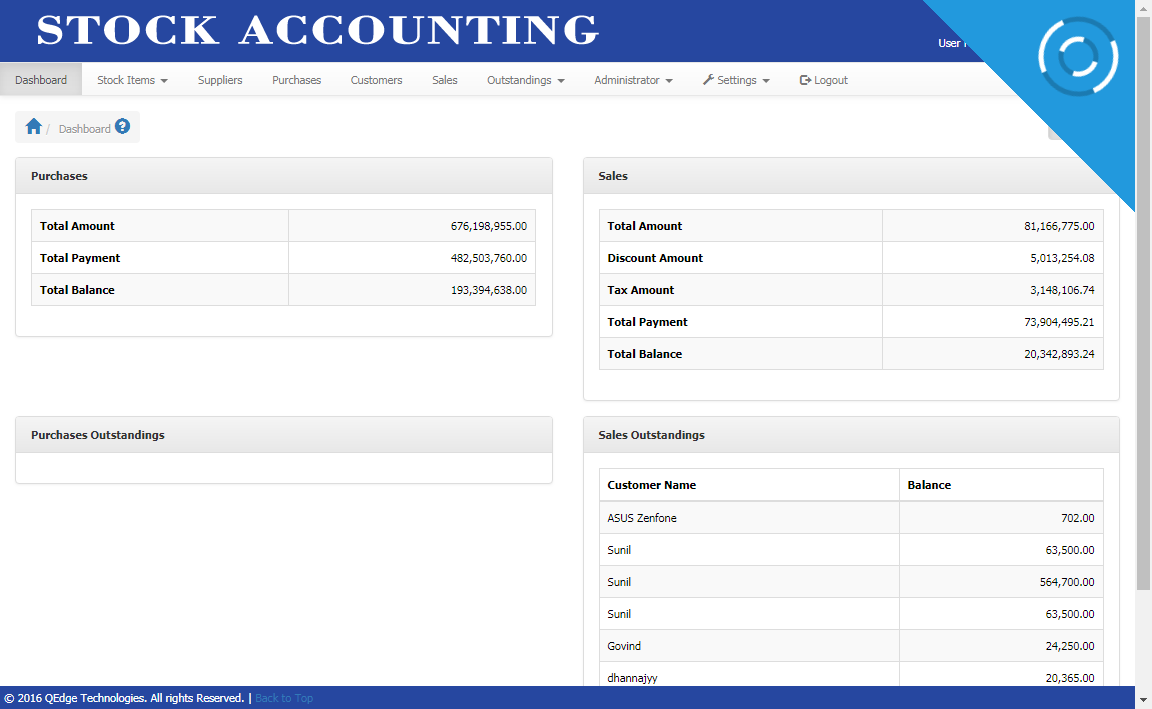 STOCK ACCOUNTING
User
Dashboard Stock Items Suppliers Purchases Customers Sales Outstandings Administrator Settings Logout
/ Dashboard ?
Purchases
Total Amount 676,198,955.00
Total Payment 482,503,760.00
Total Balance 193,394,638.00
Sales
Total Amount 81,166,775.00
Discount Amount 5,013,254.08
Tax Amount 3,148,106.74
Total Payment 73,904,495.21
Total Balance 20,342,893.24
Purchases Outstandings
Sales Outstandings
Customer Name Balance
ASUS Zenfone 702.00
Sunil 63,500.00
Sunil 564,700.00
Sunil 63,500.00
Govind 24,250.00
dhannajyy 20,365.00
© 2016 QEdge Technologies. All rights Reserved. | Back to Top